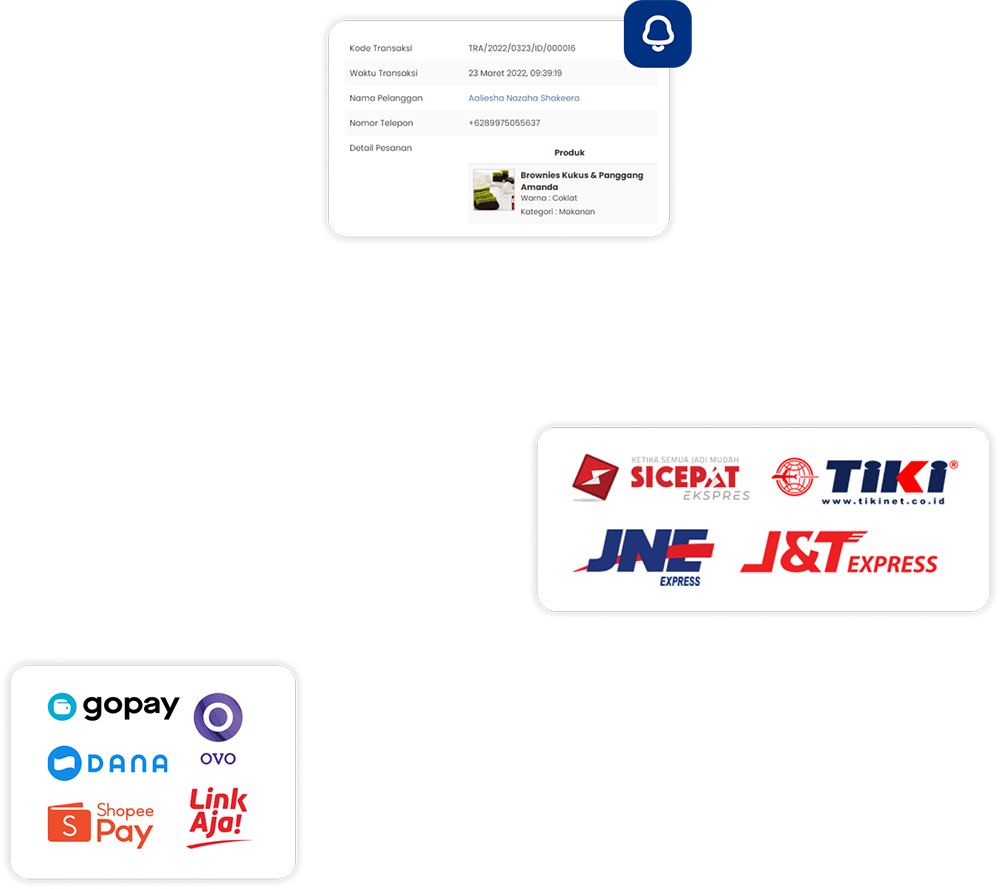 Kode Transaksi TRA/2022/0323/ID/000016
Waktu Transaksi 23 Maret 2022, 09:39:19
Nama Pelanggan Aaliesha Nazaha Shakeera
Nomor Telepon +6289975055637
Detail Pesanan Produk
Brownies Kukus & Panggang
Amanda
Warna : Coklat
Kategori : Makanan
KETIKA SEMUA JADI MUDAH
SICEPAT
EKSPRES
TiKi®
www.tikinet.co.id
JNE
EXPRESS
J&T EXPRESS
gopay
OVO
DANA
S
Shopee
Pay
Link
Aja!